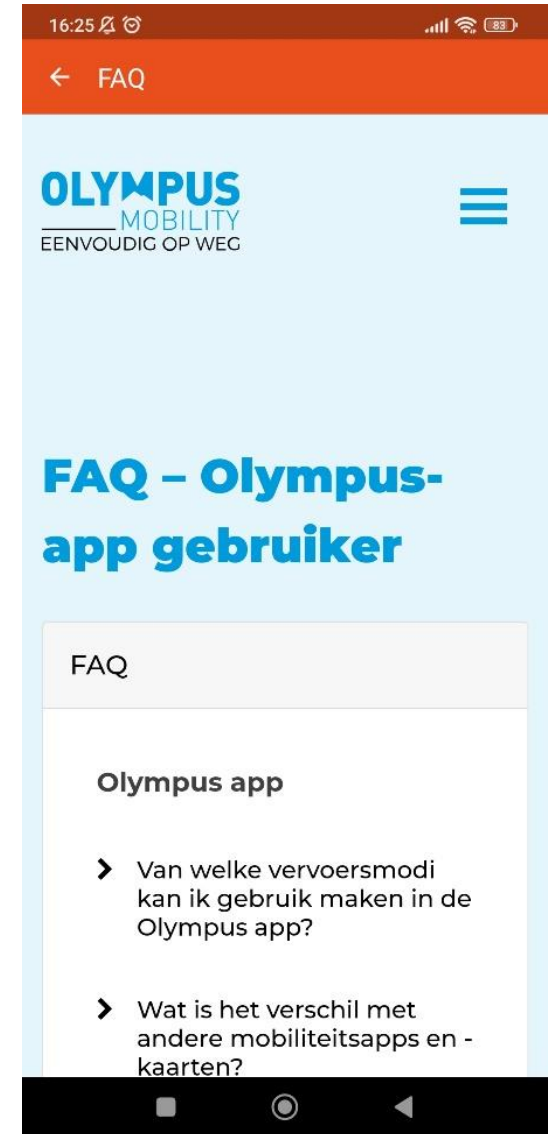 16:25
83
FAQ
OLYMPUS
MOBILITY
EENVOUDIG OP WEG
FAQ – Olympus-
app gebruiker
FAQ
Olympus app
Van welke vervoersmodi
kan ik gebruik maken in de
Olympus app?
Wat is het verschil met
andere mobiliteitsapps en -
kaarten?